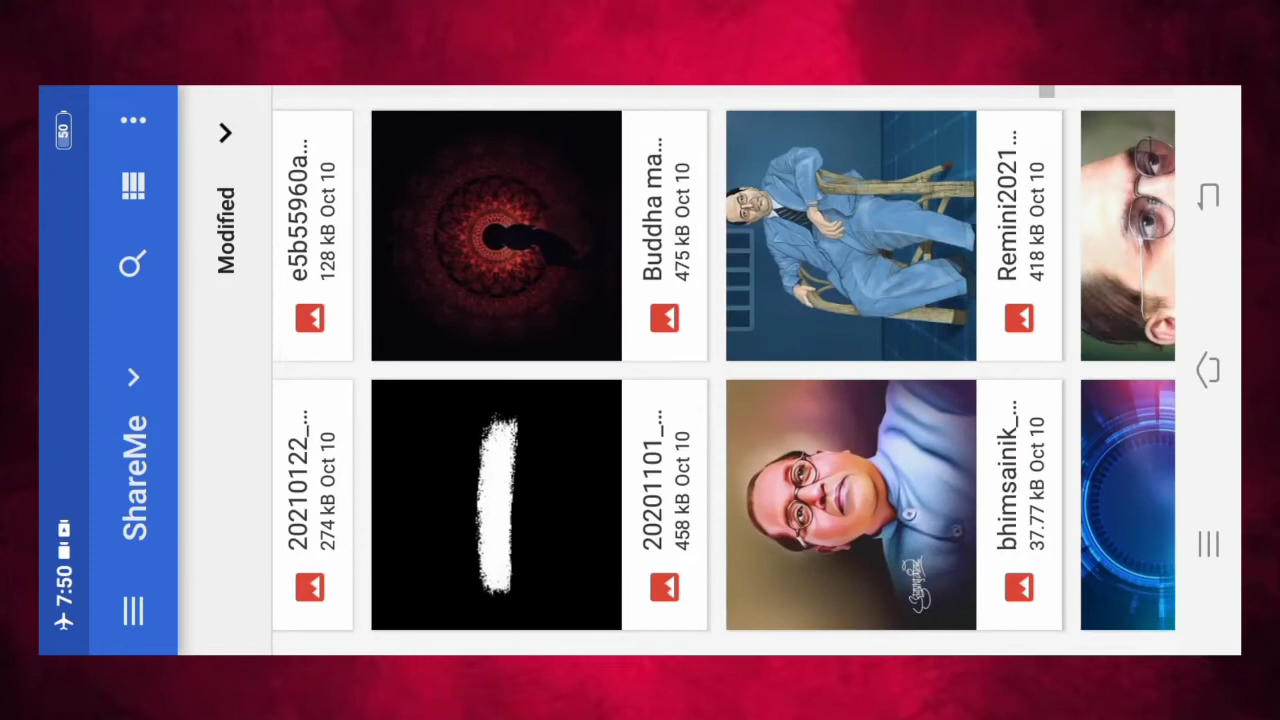 7:50
50
ShareMe
Modified
20210122_...
274 kB Oct 10
e5b55960a...
128 kB Oct 10
20201101_...
458 kB Oct 10
Buddha ma...
475 kB Oct 10
bhimsainik_...
37.77 kB Oct 10
Remini2021...
418 kB Oct 10